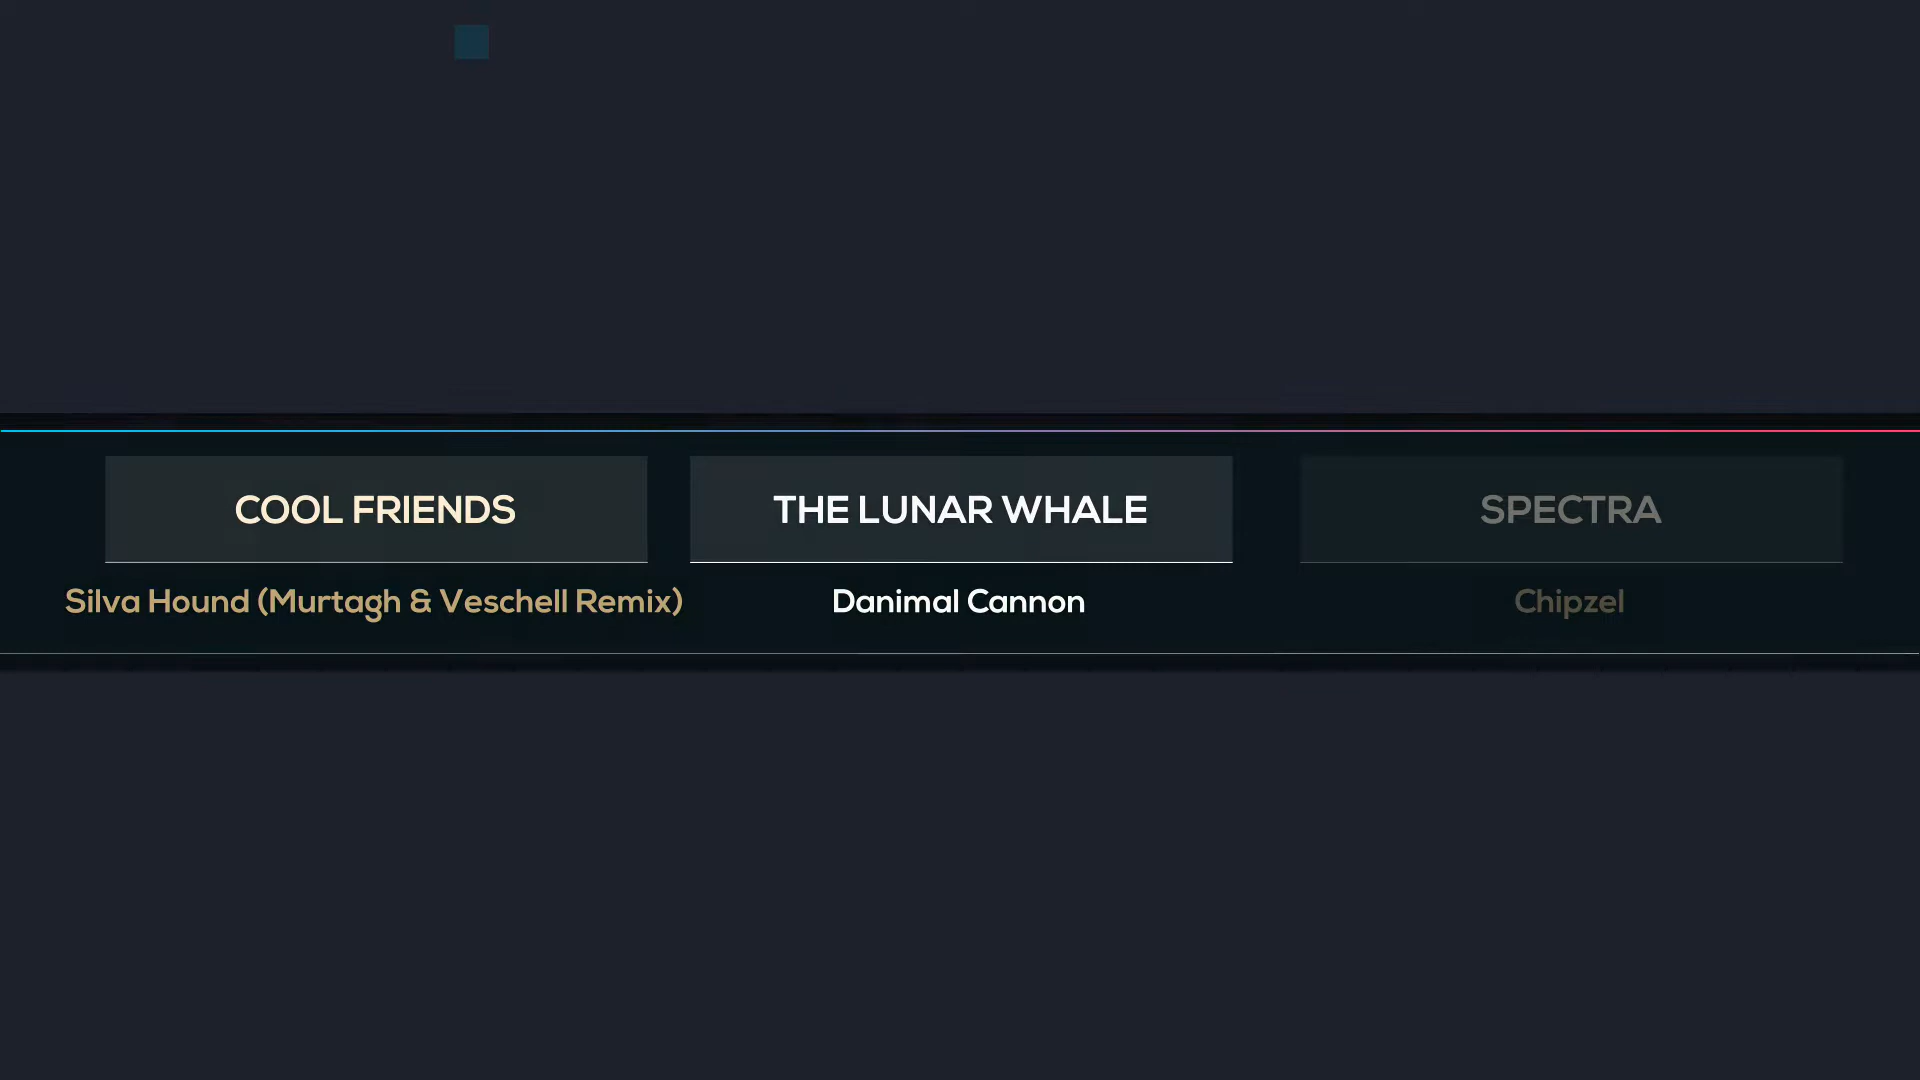 COOL FRIENDS
Silva Hound (Murtagh & Veschell Remix)
THE LUNAR WHALE
Danimal Cannon
SPECTRA
Chipzel